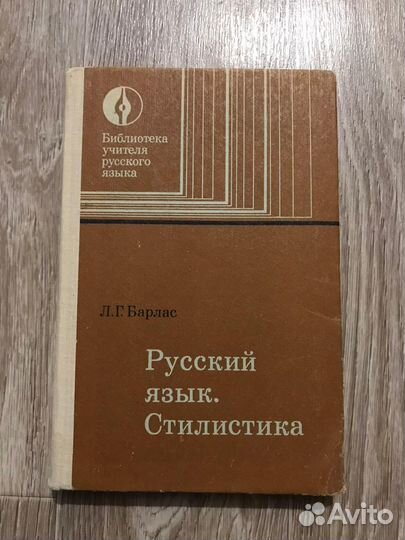 Библиотека
учителя
русского
языка
Л.Г. Барлас
Русский
язык.
Стилистика
Avito